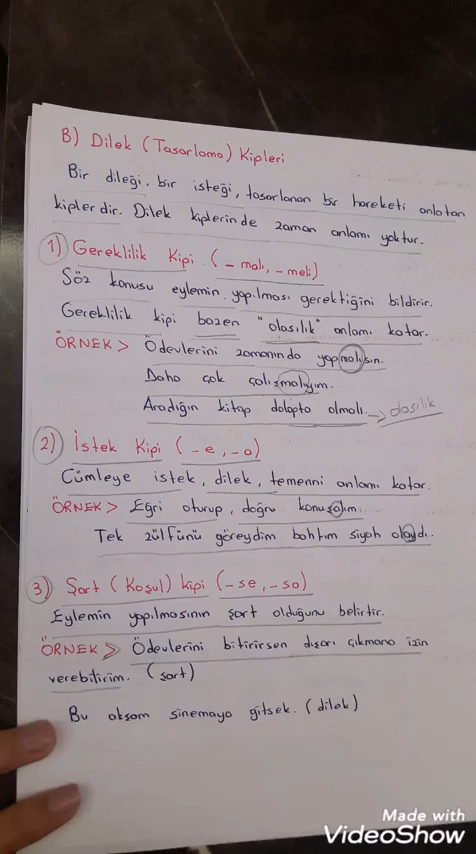 B) Dilek (Tasarlama) Kipleri
Bir dileği, bir isteği, tasarlanan bir hareketi anlatan
kiplerdir. Dilek kiplerinde zaman anlamı yoktur.
1) Gereklilik Kipi (-malı, -meli)
Söz konusu eylemin yapılması gerektiğini bildirir.
Gereklilik kipi bazen "olasılık" anlamı katar.
ÖRNEK > Ödevlerini zamanında yapmalısın.
Daha çok çalışmalıyım.
Aradığın kitap dolapta olmalı. → olasılık
2) İstek Kipi (-e, -a)
Cümleye istek, dilek, temenni anlamı katar.
ÖRNEK > Eğri oturup, doğru konuşalım.
Tek zülfünü göreydim bahtım siyah olaydı.
3) Şart (Koşul) kipi (-se, -sa)
Eylemin yapılmasının şart olduğunu belirtir.
ÖRNEK > Ödevlerini bitirirsen dışarı çıkmana izin
verebilirim. (şart)
Bu akşam sinemaya gitsek. (dilek)
Made with
VideoShow